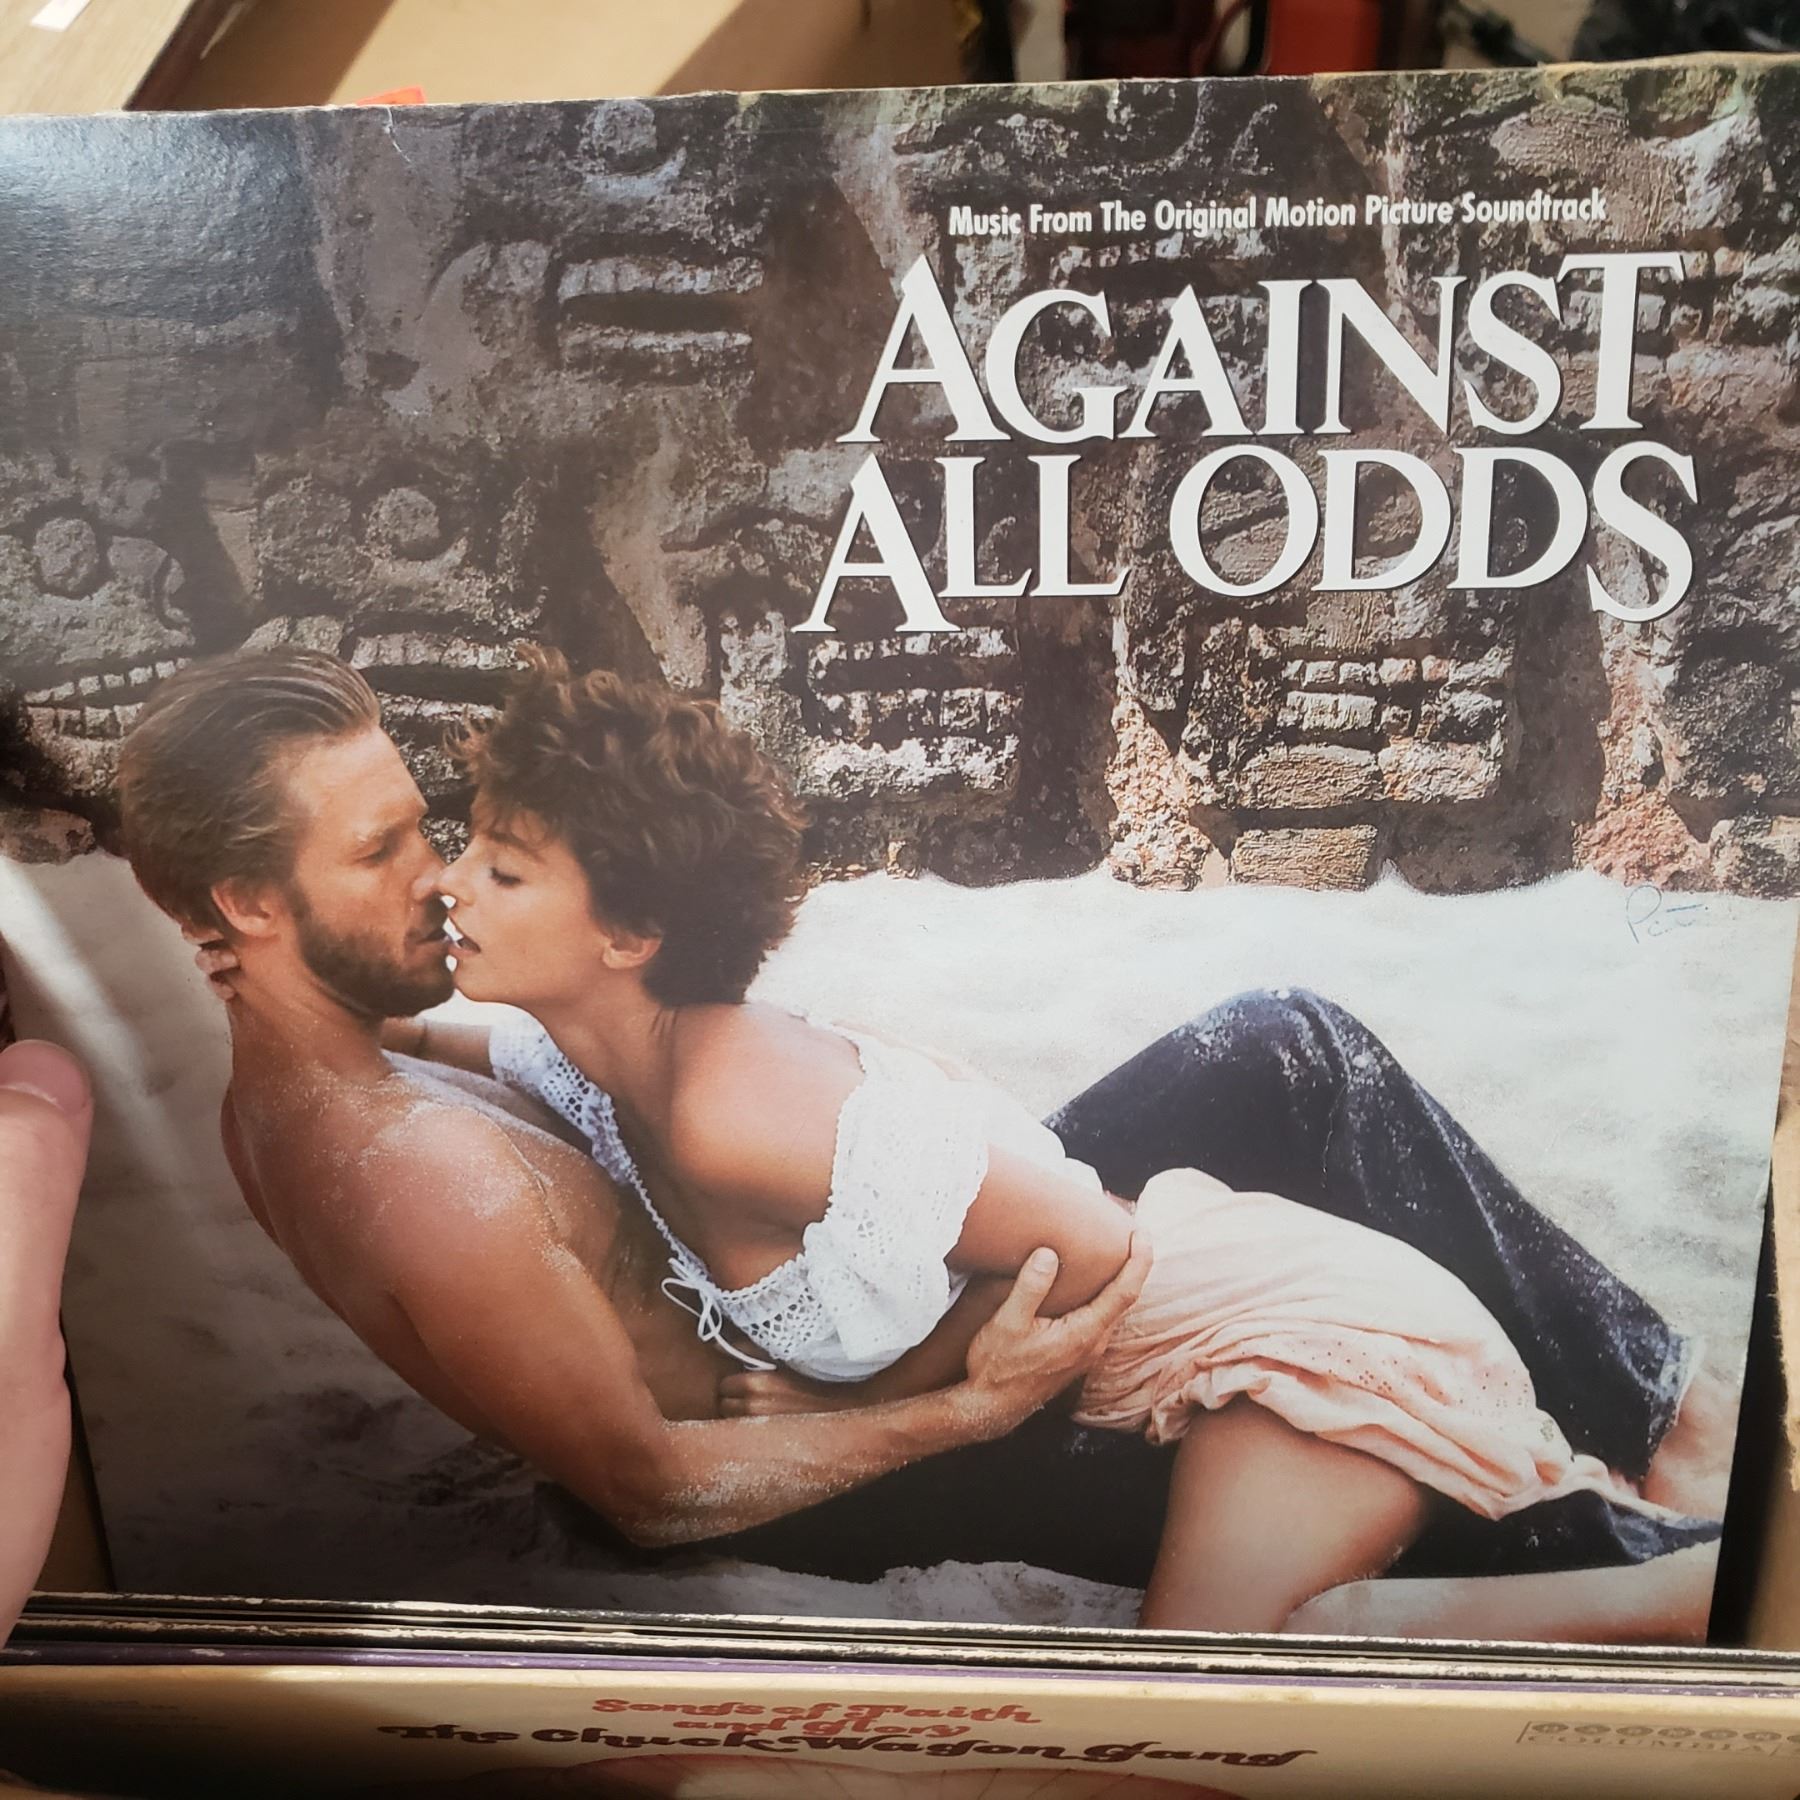 Music From The Original Motion Picture Soundtrack
AGAINST
ALL ODDS
Songs of Faith
and Glory
The Chuck Wagon Gang
COLUMBIA